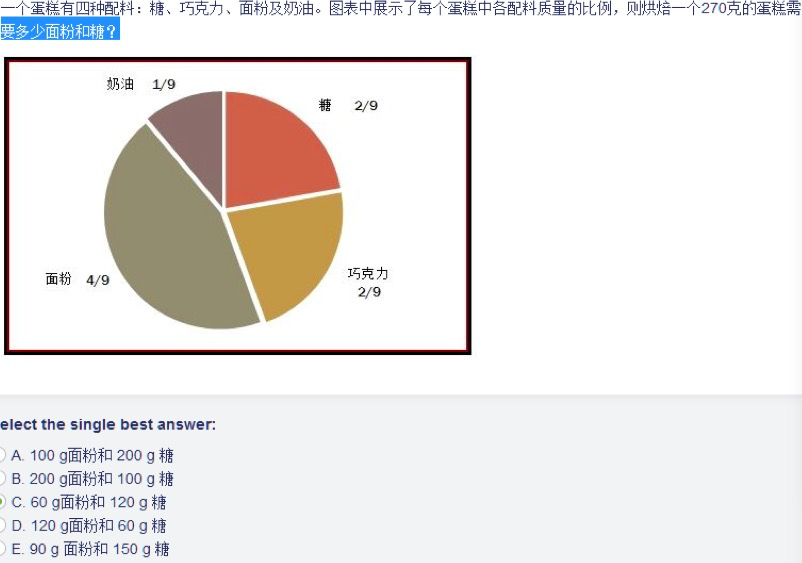 一个蛋糕有四种配料：糖、巧克力、面粉及奶油。图表中展示了每个蛋糕中各配料质量的比例，则烘焙一个270克的蛋糕需
要多少面粉和糖？
奶油 1/9
糖 2/9
面粉 4/9
巧克力
2/9
elect the single best answer:
A. 100 g面粉和 200 g 糖
B. 200 g面粉和 100 g 糖
C. 60 g面粉和 120 g 糖
D. 120 g面粉和 60 g 糖
E. 90 g 面粉和 150 g 糖